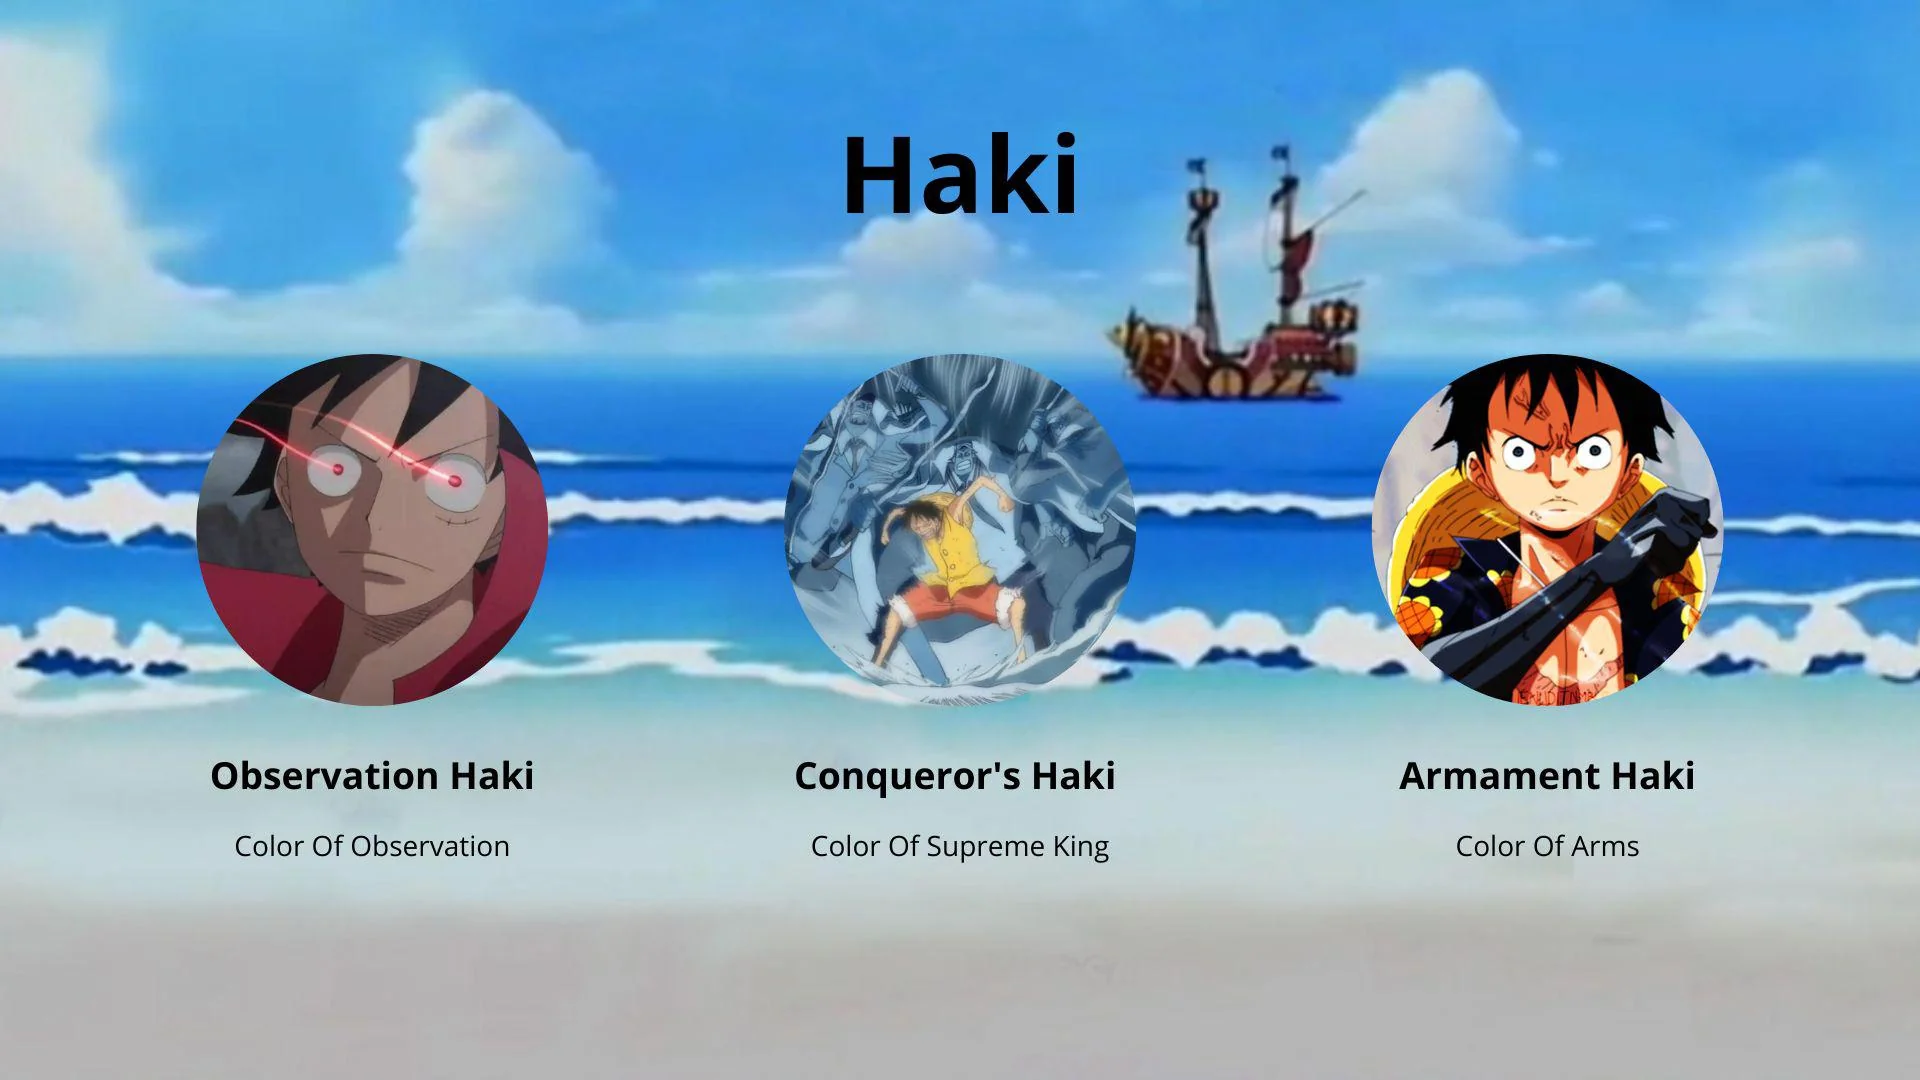 Haki
Observation Haki
Conqueror's Haki
Armament Haki
Color Of Observation
Color Of Supreme King
Color Of Arms